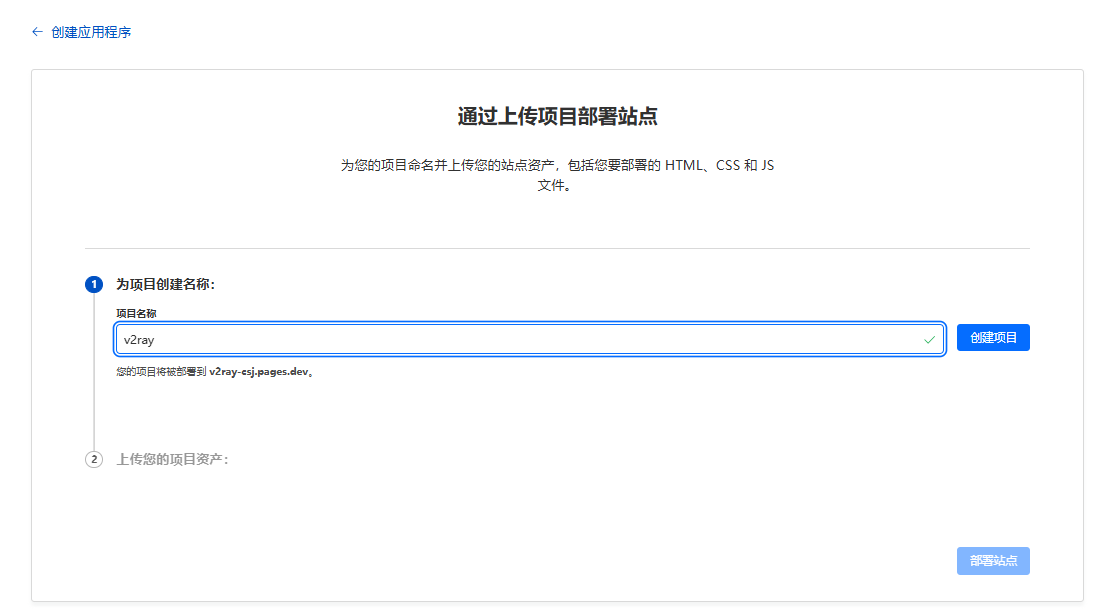 ← 创建应用程序
通过上传项目部署站点
为您的项目命名并上传您的站点资产，包括您要部署的 HTML、CSS 和 JS
文件。
1 为项目创建名称：
项目名称
v2ray 创建项目
您的项目将被部署到 v2ray-csj.pages.dev。
2 上传您的项目资产：
部署站点